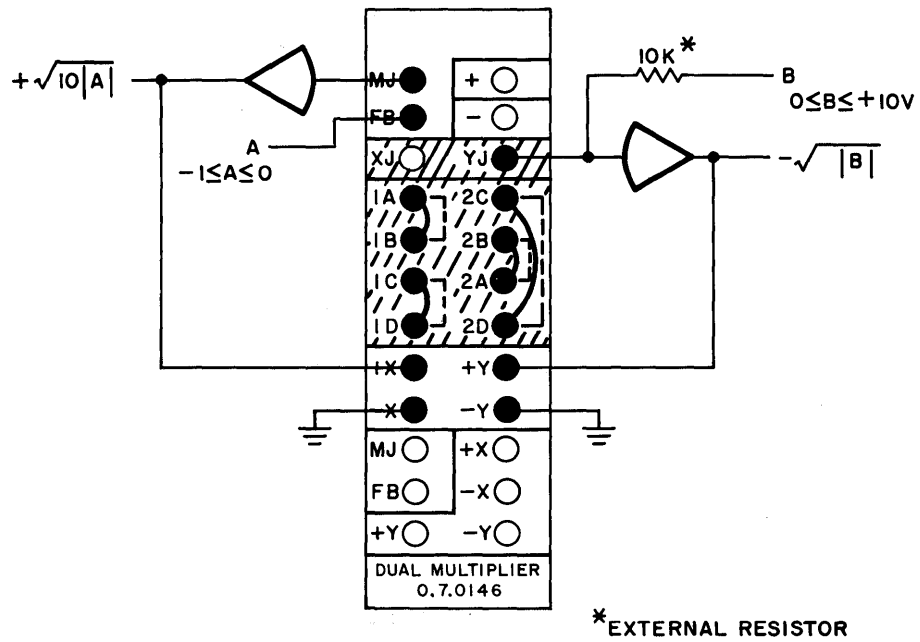 +√10|A|
MJ
+
10K*
B
0≤B≤+10V
FB
-
A
-1≤A≤0
XJ
YJ
-√|B|
1A
2C
1B
2B
1C
2A
1D
2D
+X
+Y
-X
-Y
MJ
+X
FB
-X
+Y
-Y
DUAL MULTIPLIER
0.7.0146
*EXTERNAL RESISTOR